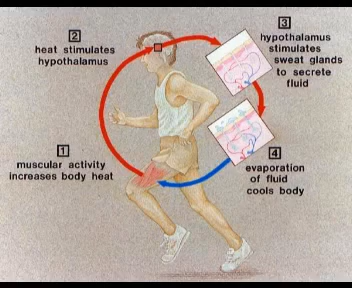 1
muscular activity
increases body heat
2
heat stimulates
hypothalamus
3
hypothalamus
stimulates
sweat glands
to secrete
fluid
4
evaporation
of fluid
cools body